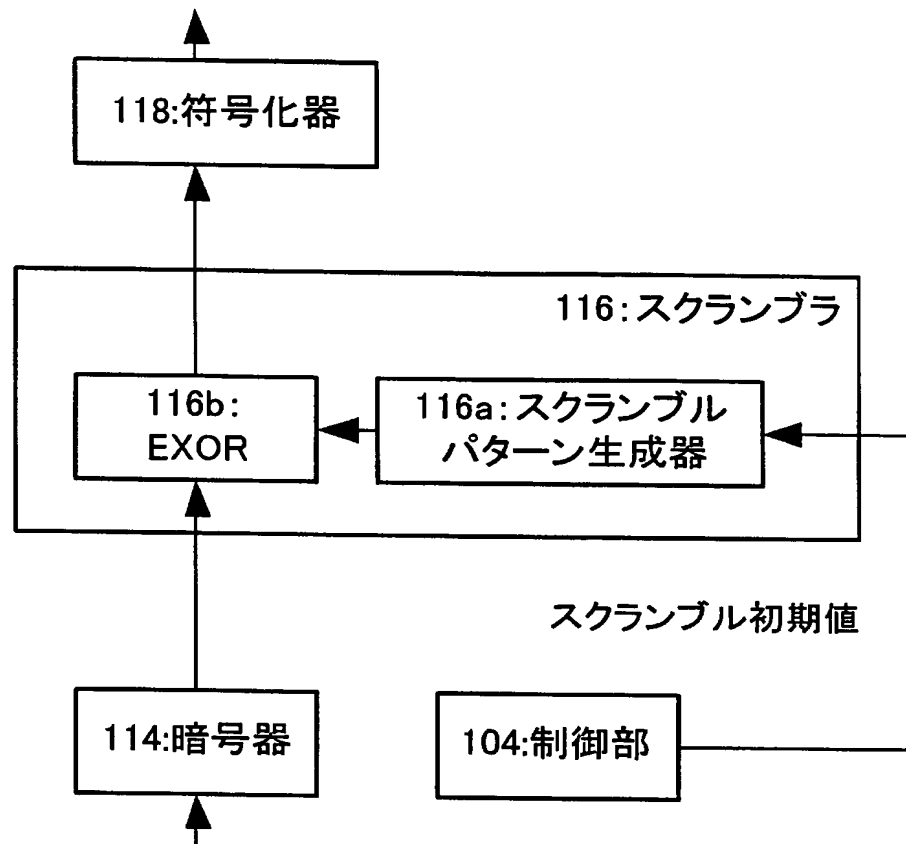 118:符号化器
116:スクランブラ
116b:
EXOR
116a:スクランブル
パターン生成器
スクランブル初期値
114:暗号器
104:制御部